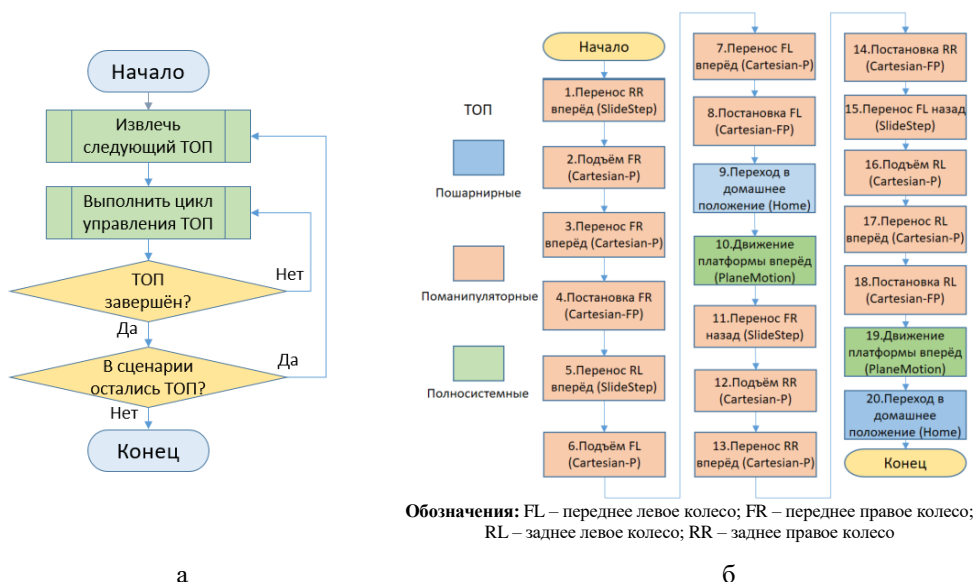 Начало
Извлечь
следующий ТОП
Выполнить цикл
управления ТОП
ТОП
завершён?
Нет
Да
В сценарии
остались ТОП?
Да
Нет
Конец
ТОП
Пошарнирные
Поманипуляторные
Полносистемные
Начало
1.Перенос RR
вперёд (SlideStep)
2.Подъём FR
(Cartesian-P)
3.Перенос FR
вперёд (Cartesian-P)
4.Постановка FR
(Cartesian-FP)
5.Перенос RL
вперёд (SlideStep)
6.Подъём FL
(Cartesian-P)
7.Перенос FL
вперёд (Cartesian-P)
8.Постановка FL
(Cartesian-FP)
9.Переход в
домашнее
положение (Home)
10.Движение
платформы вперёд
(PlaneMotion)
11.Перенос FR
назад (SlideStep)
12.Подъём RR
(Cartesian-P)
13.Перенос RR
вперёд (Cartesian-P)
14.Постановка RR
(Cartesian-FP)
15.Перенос FL назад
(SlideStep)
16.Подъём RL
(Cartesian-P)
17.Перенос RL
вперёд (Cartesian-P)
18.Постановка RL
(Cartesian-FP)
19.Движение
платформы вперёд
(PlaneMotion)
20.Переход в
домашнее
положение (Home)
Конец
Обозначения: FL – переднее левое колесо; FR – переднее правое колесо;
RL – заднее левое колесо; RR – заднее правое колесо
а
б